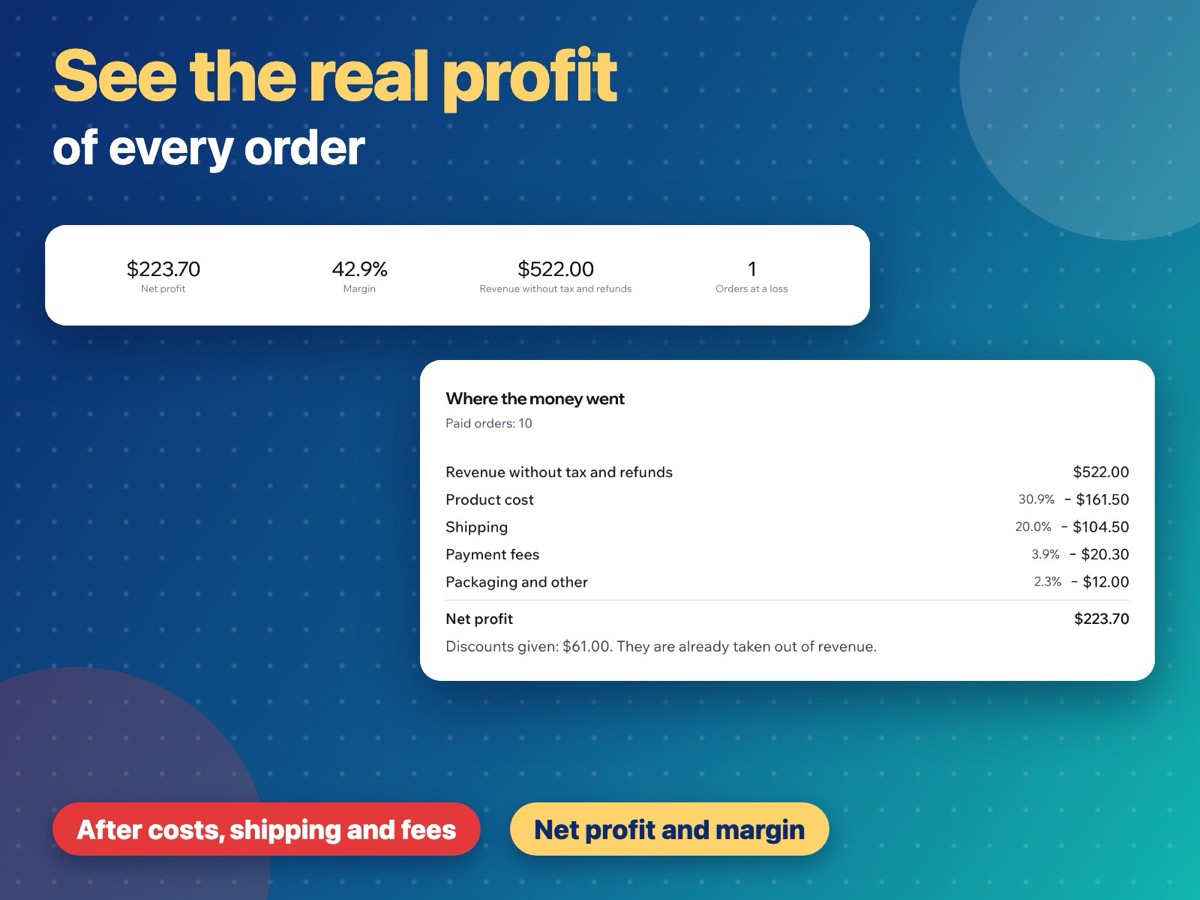 See the real profit
of every order
$223.70 42.9% $522.00 1
Net profit Margin Revenue without tax and refunds Orders at a loss
Where the money went
Paid orders: 10
Revenue without tax and refunds $522.00
Product cost 30.9% – $161.50
Shipping 20.0% – $104.50
Payment fees 3.9% – $20.30
Packaging and other 2.3% – $12.00
Net profit $223.70
Discounts given: $61.00. They are already taken out of revenue.
After costs, shipping and fees Net profit and margin